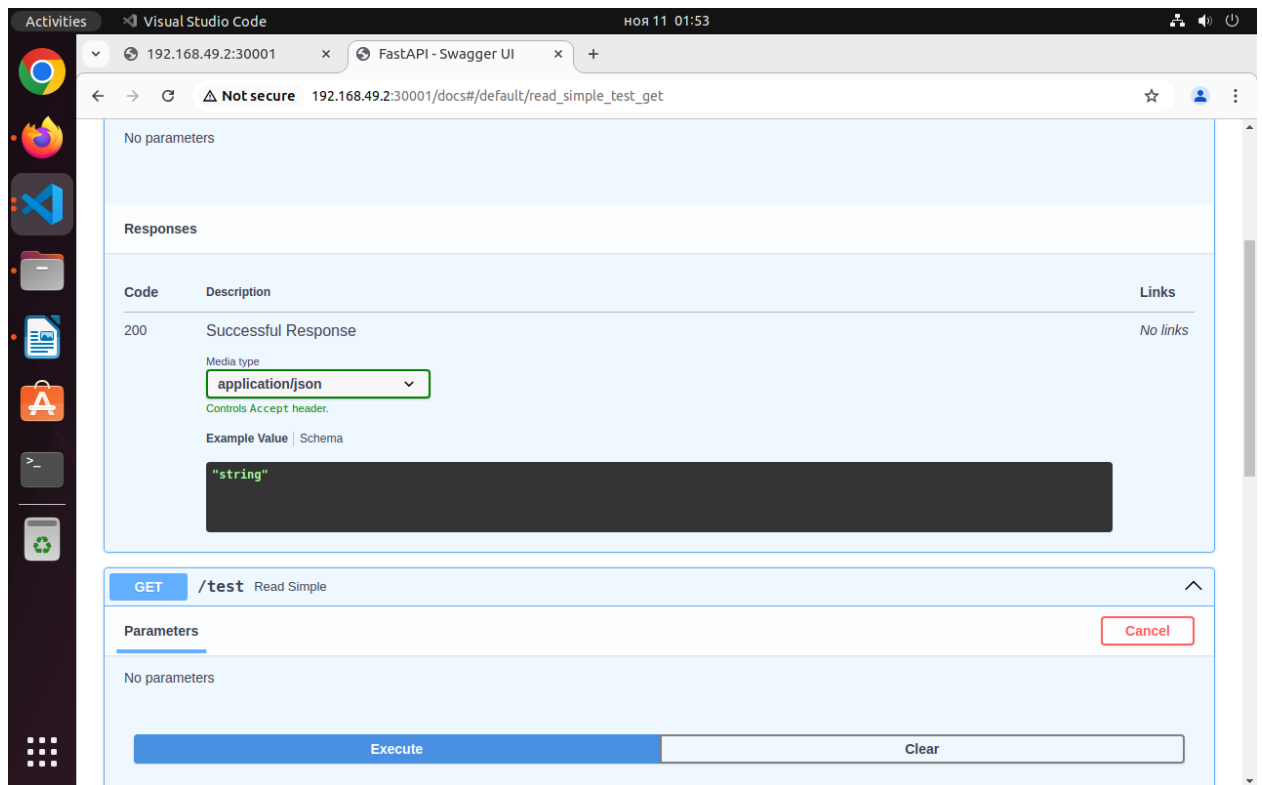 Activities Visual Studio Code ноя 11 01:53
192.168.49.2:30001 × FastAPI - Swagger UI × +
Not secure 192.168.49.2:30001/docs#/default/read_simple_test_get
No parameters
Responses
Code Description Links
200 Successful Response No links
Media type
application/json
Controls Accept header.
Example Value Schema
"string"
GET /test Read Simple
Parameters Cancel
No parameters
Execute Clear